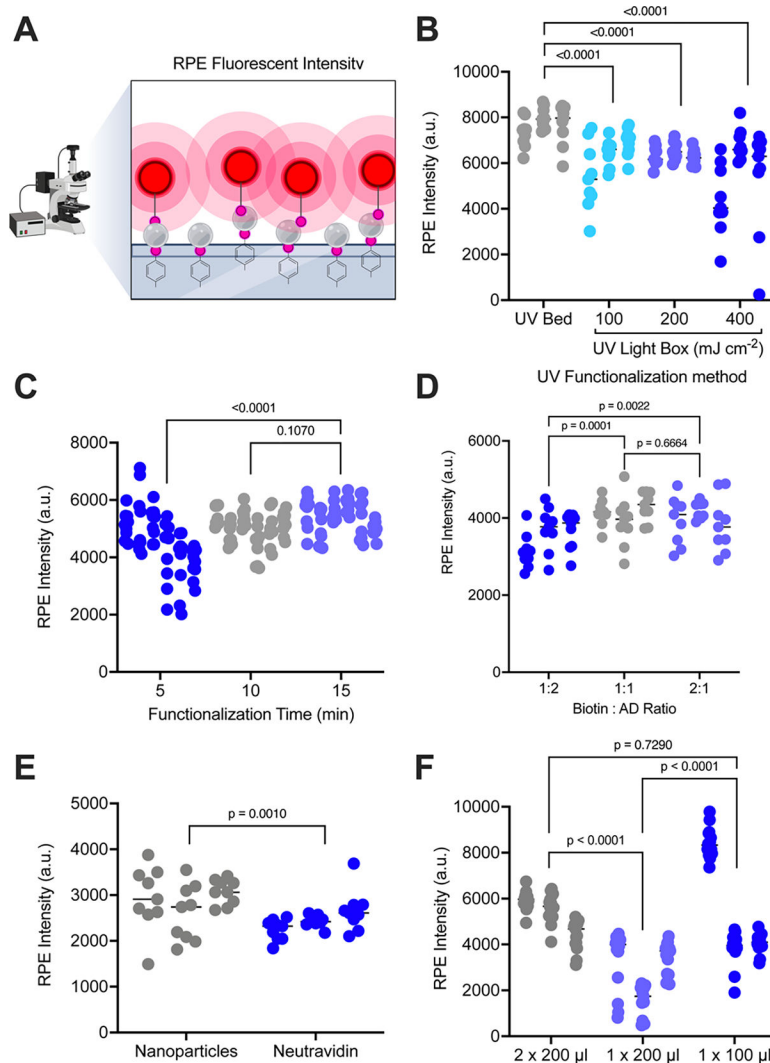 A
RPE Fluorescent Intensity
B
<0.0001
<0.0001
<0.0001
RPE Intensity (a.u.)
10000
8000
6000
4000
2000
0
UV Bed
100
200
400
UV Light Box (mJ cm-2)
UV Functionalization method
C
<0.0001
0.1070
RPE Intensity (a.u.)
8000
6000
4000
2000
0
5
10
15
Functionalization Time (min)
D
p = 0.0022
p = 0.0001
p = 0.6664
RPE Intensity (a.u.)
6000
4000
2000
0
1:2
1:1
2:1
Biotin : AD Ratio
E
p = 0.0010
RPE Intensity (a.u.)
5000
4000
3000
2000
1000
0
Nanoparticles
Neutravidin
F
p = 0.7290
p < 0.0001
p < 0.0001
RPE Intensity (a.u.)
10000
8000
6000
4000
2000
0
2 x 200 µl
1 x 200 µl
1 x 100 µl